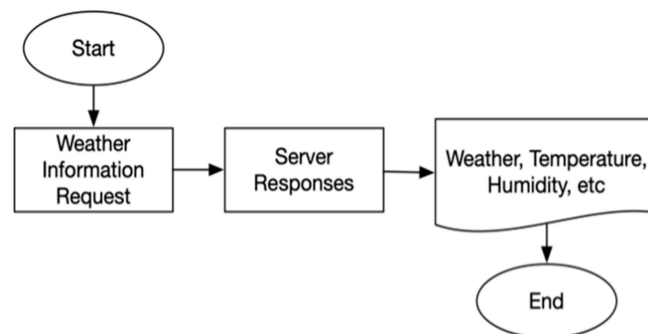 Start
Weather
Information
Request
Server
Responses
Weather, Temperature,
Humidity, etc
End